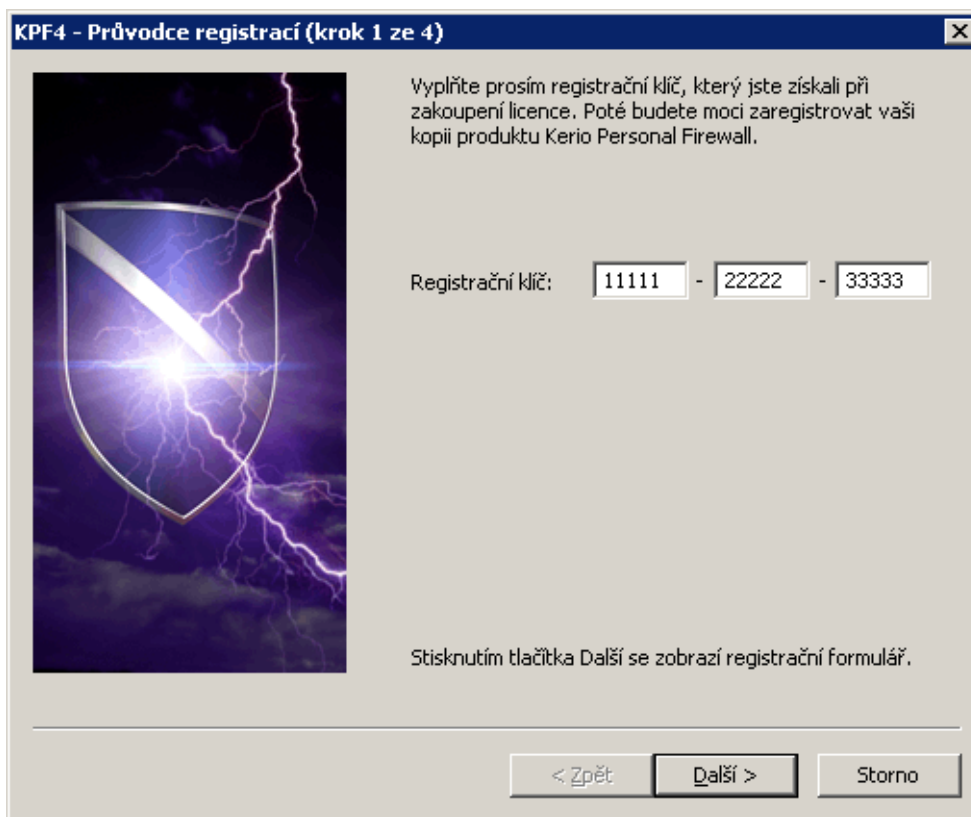 KPF4 - Průvodce registrací (krok 1 ze 4)
Vyplňte prosím registrační klíč, který jste získali při
zakoupení licence. Poté budete moci zaregistrovat vaši
kopii produktu Kerio Personal Firewall.
Registrační klíč: 11111 - 22222 - 33333
Stisknutím tlačítka Další se zobrazí registrační formulář.
< Zpět Další > Storno